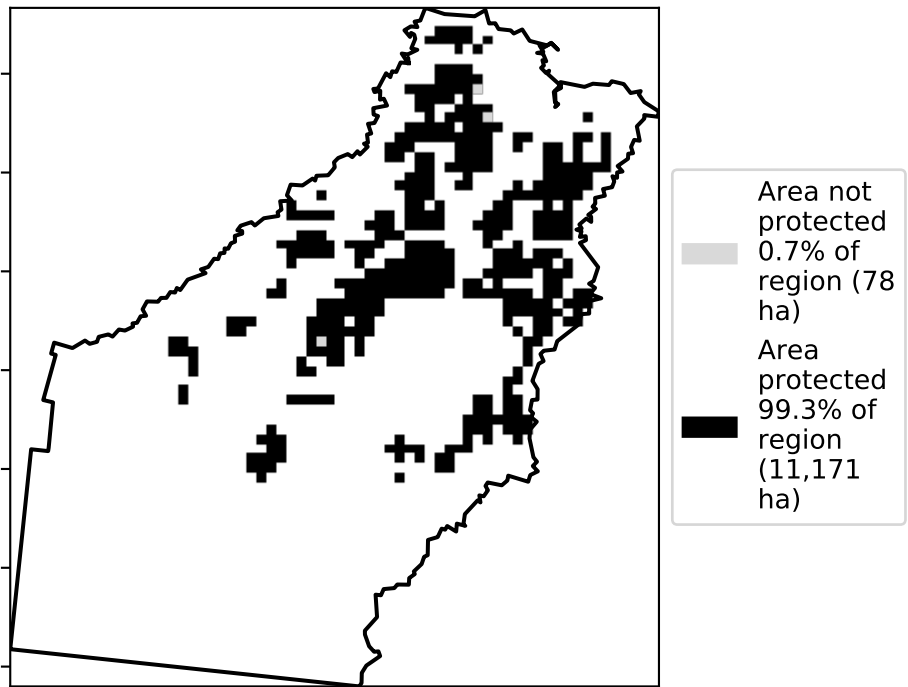 Area not
protected
0.7% of
region (78
ha)
Area
protected
99.3% of
region
(11,171
ha)